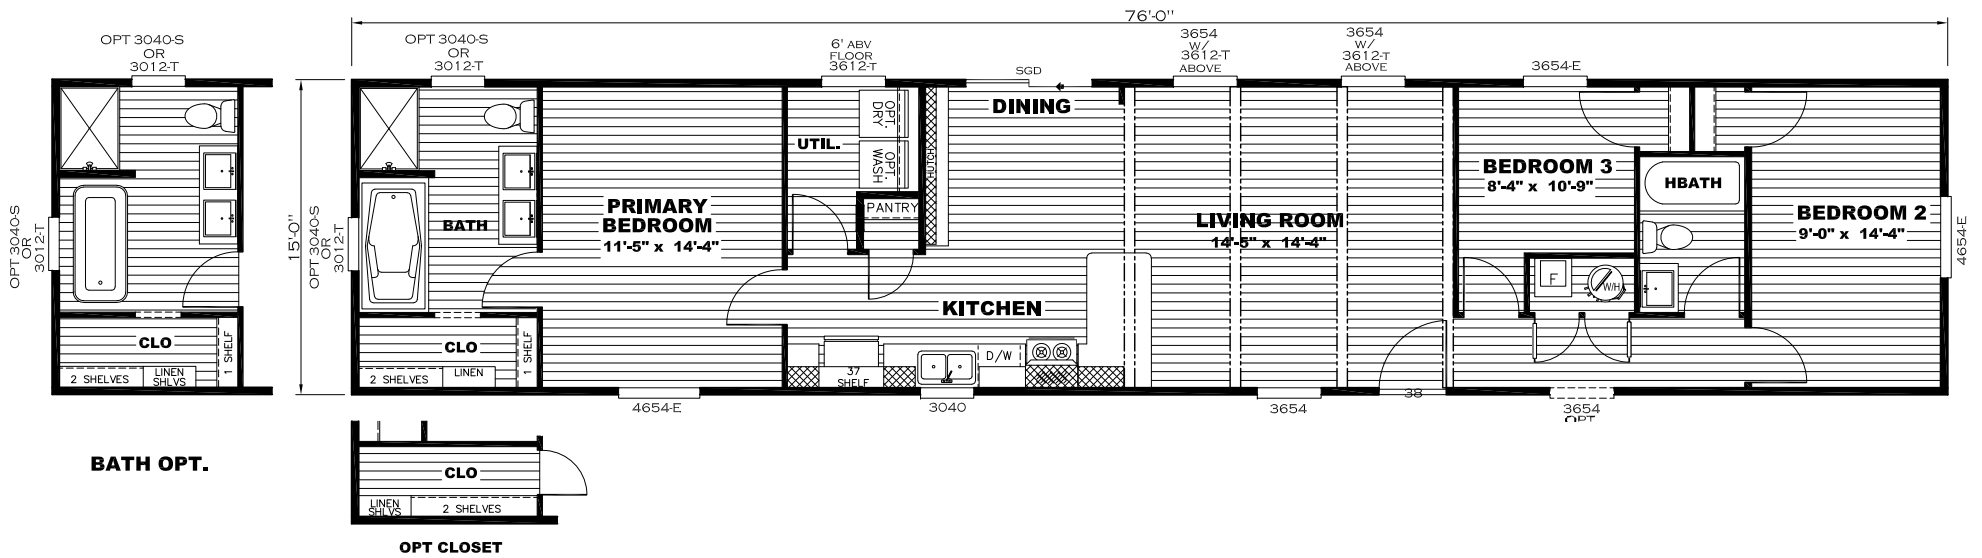 76'-0"
OPT 3040-S
OR
3012-T
OPT 3040-S
OR
3012-T
6' ABV
FLOOR
3612-T
SGD
3654
W/
3612-T
ABOVE
3654
W/
3612-T
ABOVE
3654-E
OPT 3040-S
OR
3012-T
CLO
1 SHELF
2 SHELVES
LINEN
SHLVS
BATH OPT.
15'-0"
OPT 3040-S
OR
3012-T
BATH
CLO
1 SHELF
2 SHELVES
LINEN
PRIMARY
BEDROOM
11'-5" x 14'-4"
4654-E
UTIL.
OPT.
DRY
OPT.
WASH
PANTRY
HUTCH
DINING
KITCHEN
37
SHELF
D/W
3040
LIVING ROOM
14'-5" x 14'-4"
3654
38
BEDROOM 3
8'-4" x 10'-9"
F
W/H
HBATH
BEDROOM 2
9'-0" x 14'-4"
4654-E
3654
OPT
CLO
LINEN
SHLVS
2 SHELVES
OPT CLOSET